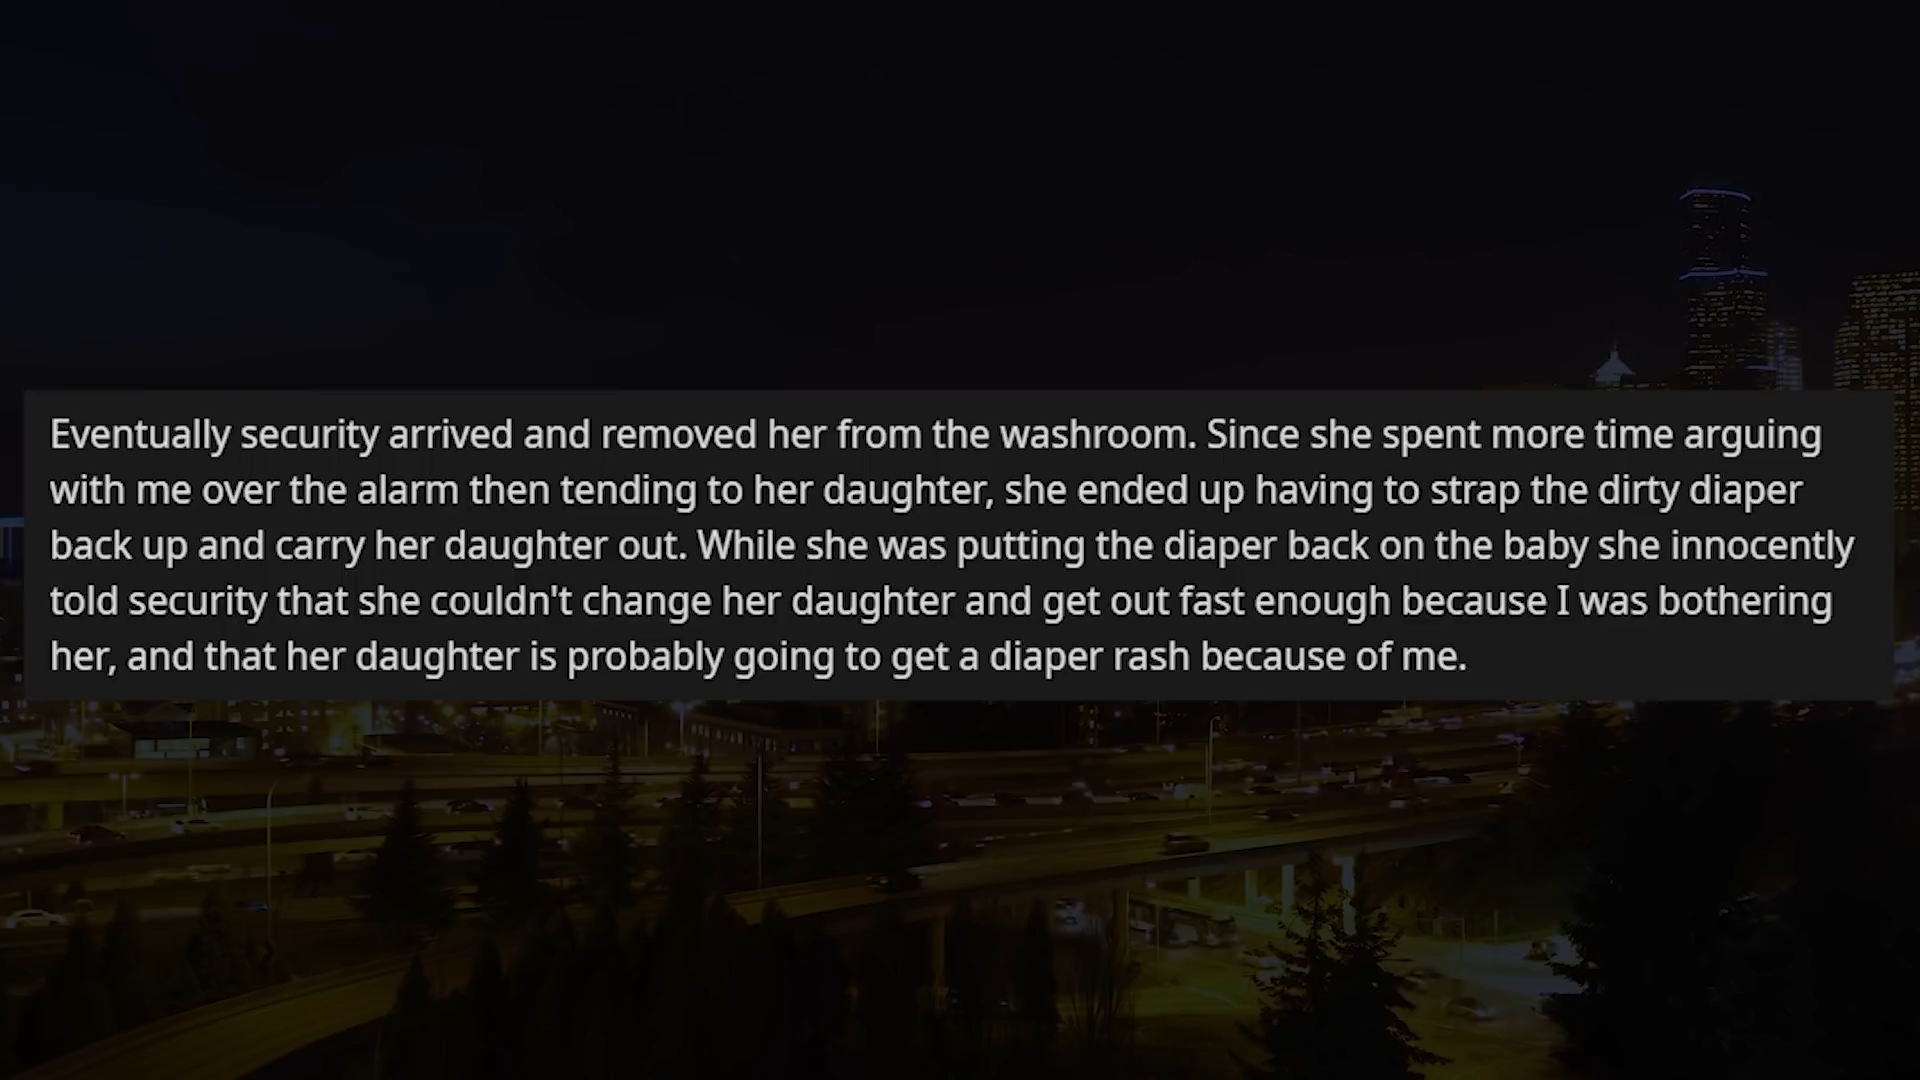 Eventually security arrived and removed her from the washroom. Since she spent more time arguing
with me over the alarm then tending to her daughter, she ended up having to strap the dirty diaper
back up and carry her daughter out. While she was putting the diaper back on the baby she innocently
told security that she couldn't change her daughter and get out fast enough because I was bothering
her, and that her daughter is probably going to get a diaper rash because of me.